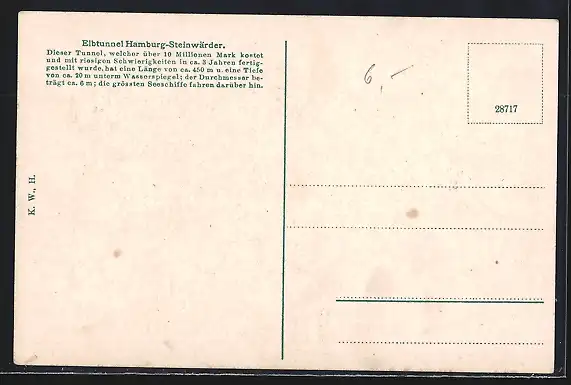 Elbtunnel Hamburg-Steinwärder.
Dieser Tunnel, welcher über 10 Millionen Mark kostet
und mit riesigen Schwierigkeiten in ca. 3 Jahren fertig-
gestellt wurde, hat eine Länge von ca. 450 m u. eine Tiefe
von ca. 20 m unterm Wasserspiegel; der Durchmesser be-
trägt ca. 6 m; die grössten Seeschiffe fahren darüber hin.
6,–
28717
K. W., H.